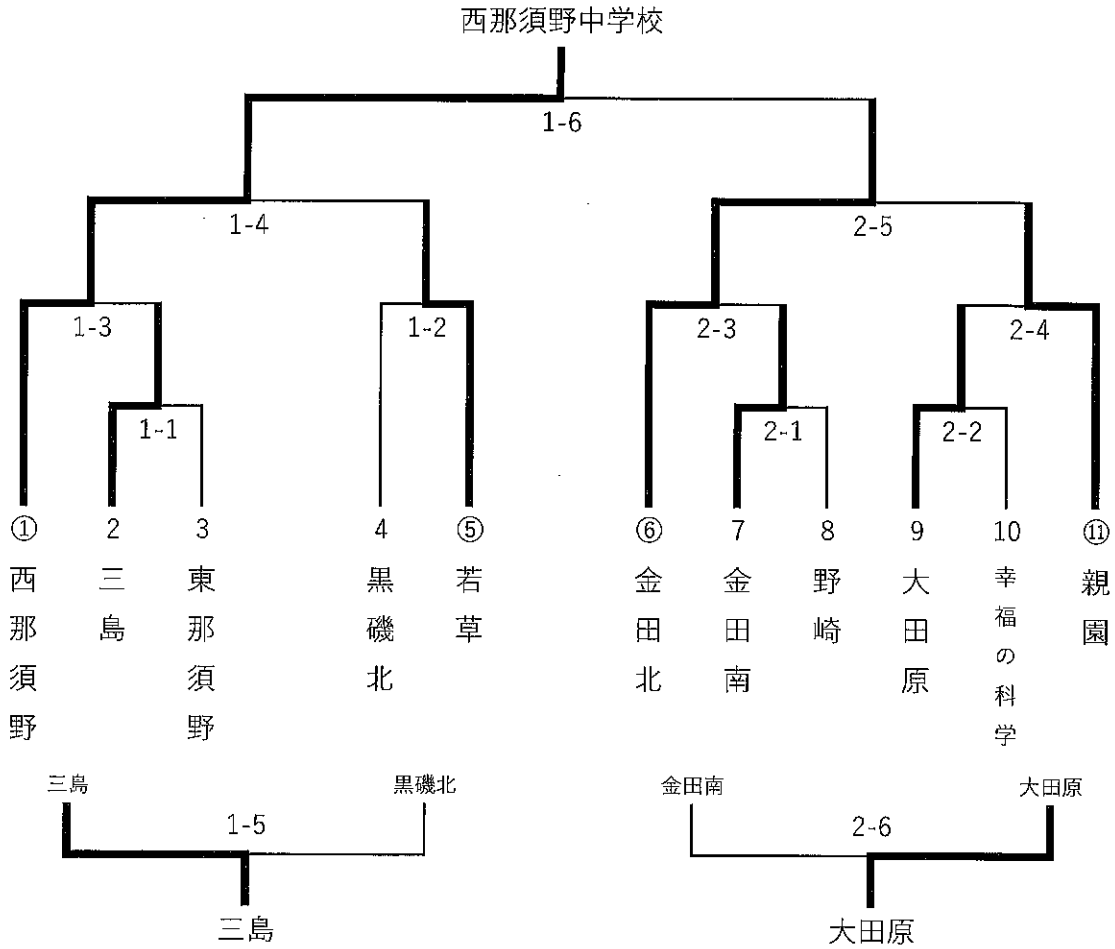 西那須野中学校
1-6
1-4
2-5
1-3
1-2
2-3
2-4
1-1
2-1
2-2
① 2 3 4 ⑤ ⑥ 7 8 9 10 ⑪
西那須野
三島
東那須野
黒磯北
若草
金田北
金田南
野崎
大田原
幸福の科学
親園
三島
黒磯北
金田南
大田原
1-5
2-6
三島
大田原